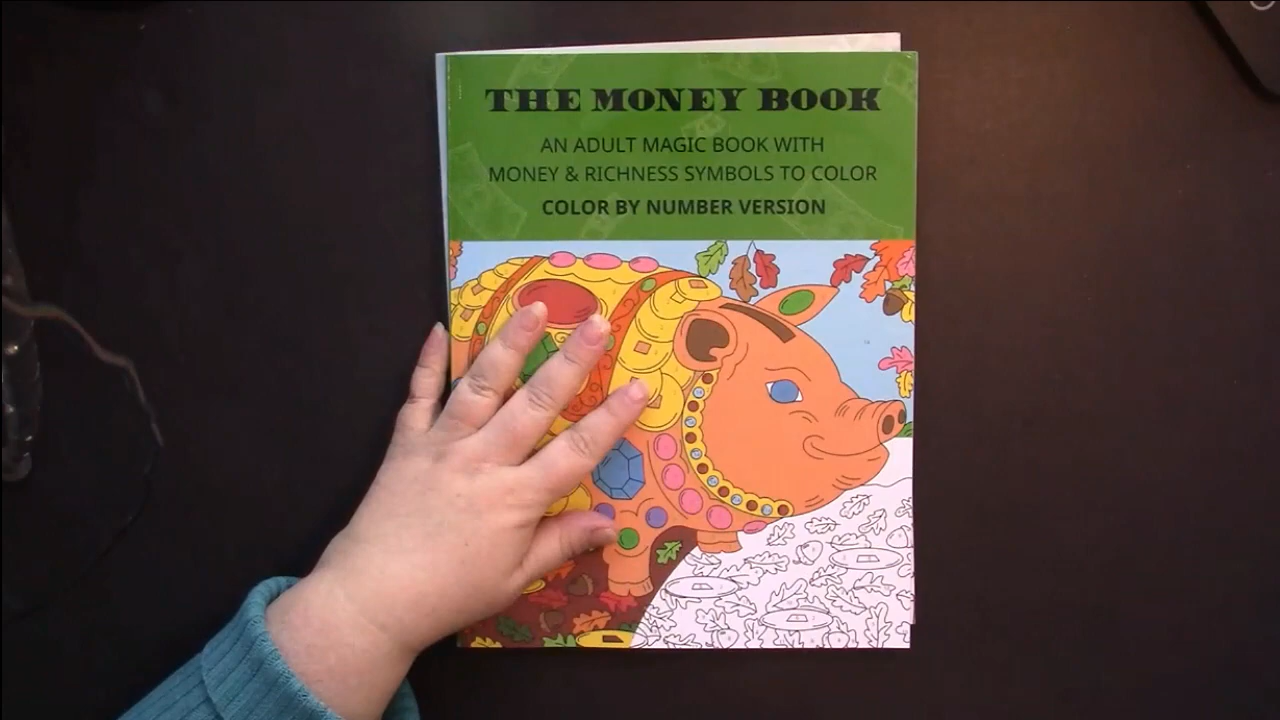 THE MONEY BOOK
AN ADULT MAGIC BOOK WITH
MONEY & RICHNESS SYMBOLS TO COLOR
COLOR BY NUMBER VERSION